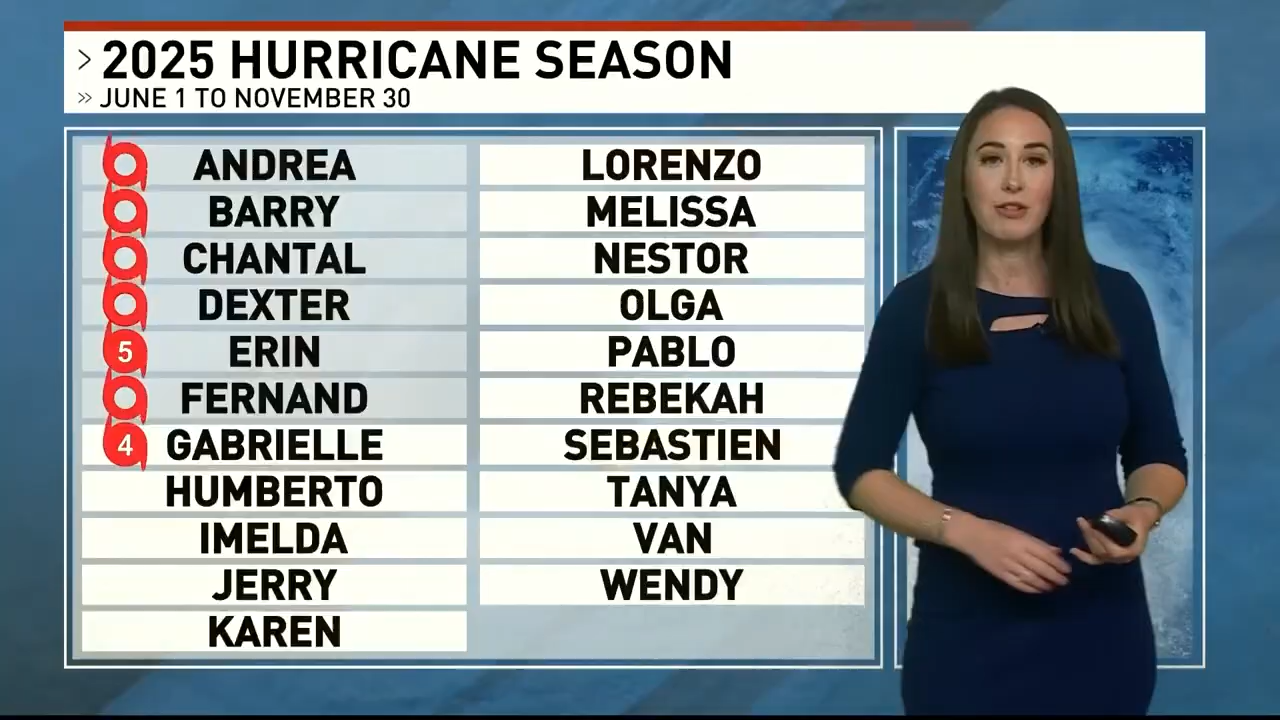 > 2025 HURRICANE SEASON
» JUNE 1 TO NOVEMBER 30
ANDREA
BARRY
CHANTAL
DEXTER
5 ERIN
FERNAND
4 GABRIELLE
HUMBERTO
IMELDA
JERRY
KAREN
LORENZO
MELISSA
NESTOR
OLGA
PABLO
REBEKAH
SEBASTIEN
TANYA
VAN
WENDY